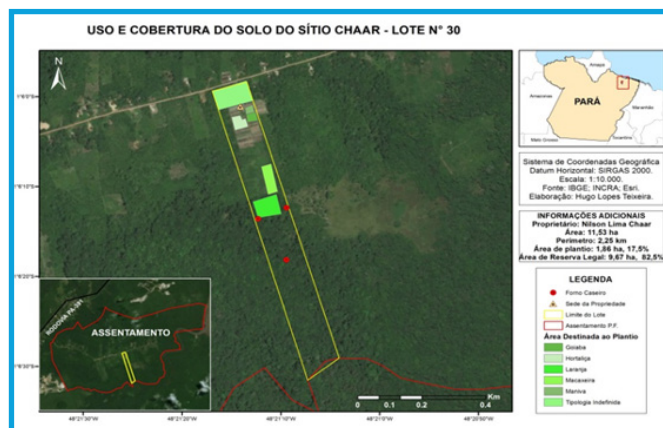 USO E COBERTURA DO SOLO DO SÍTIO CHAAR - LOTE N° 30
N
1°6'0"S
1°6'10"S
1°6'20"S
1°6'30"S
48°21'30"W
48°21'20"W
48°21'10"W
48°21'0"W
48°20'50"W
ASSENTAMENTO
Km
0 0.1 0.2 0.4
Amapa
Amazonas
PARÁ
Maranhão
Mato Grosso
Tocantins
Sistema de Coordenadas Geográfica
Datum Horizontal: SIRGAS 2000.
Escala: 1:10.000.
Fonte: IBGE; INCRA; Esri.
Elaboração: Hugo Lopes Teixeira.
INFORMAÇÕES ADICIONAIS
Proprietário: Nilson Lima Chaar
Área: 11,53 ha
Perímetro: 2,25 km
Área de plantio: 1,86 ha, 17,5%
Área de Reserva Legal: 9,67 ha, 82,5%
LEGENDA
Forno Caseiro
Sede da Propriedade
Limite do Lote
Assentamento P.F.
Área Destinada ao Plantio
Goiaba
Hortaliça
Laranja
Macaxeira
Maniva
Tipologia Indefinida